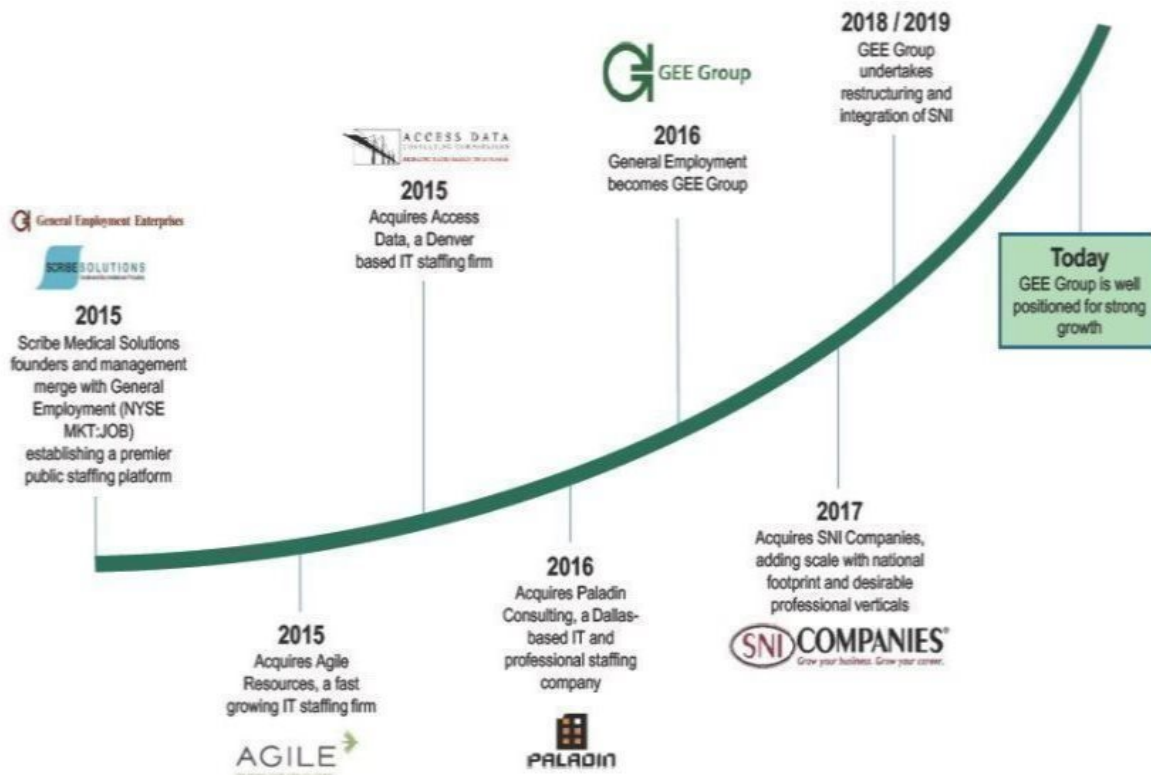 General Employment Enterprises
SCRIBESOLUTIONS
2015
Scribe Medical Solutions
founders and management
merge with General
Employment (NYSE
MKT:JOB)
establishing a premier
public staffing platform
2015
Acquires Agile
Resources, a fast
growing IT staffing firm
AGILE
ACCESS DATA
CONSULTING CORPORATION
2015
Acquires Access
Data, a Denver
based IT staffing firm
2016
Acquires Paladin
Consulting, a Dallas-
based IT and
professional staffing
company
PALADIN
GEE Group
2016
General Employment
becomes GEE Group
2017
Acquires SNI Companies,
adding scale with national
footprint and desirable
professional verticals
SNI COMPANIES®
Grow your business. Grow your career.
2018 / 2019
GEE Group
undertakes
restructuring and
integration of SNI
Today
GEE Group is well
positioned for strong
growth